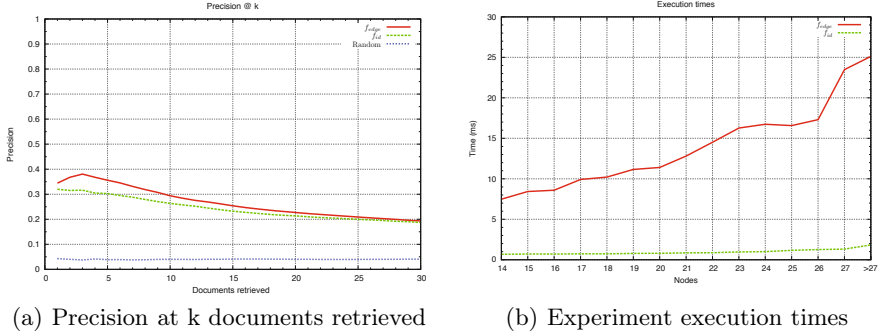 Precision @ k
1
0.9
0.8
0.7
0.6
0.5
0.4
0.3
0.2
0.1
0
Precision
f_edge
f_id
Random
0 5 10 15 20 25 30
Documents retrieved
(a) Precision at k documents retrieved
Execution times
30
25
20
15
10
5
0
Time (ms)
f_edge
f_id
14 15 16 17 18 19 20 21 22 23 24 25 26 27 >27
Nodes
(b) Experiment execution times